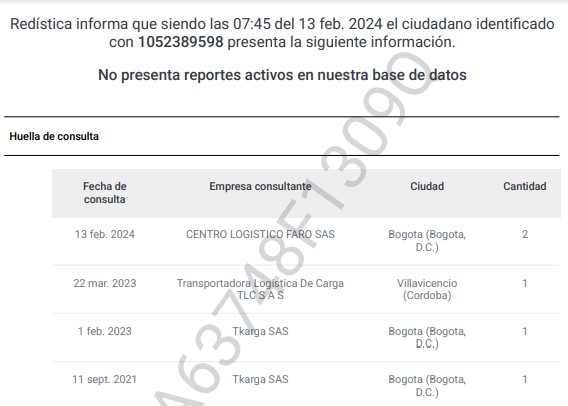 Redística informa que siendo las 07:45 del 13 feb. 2024 el ciudadano identificado
con 1052389598 presenta la siguiente información.
No presenta reportes activos en nuestra base de datos
Huella de consulta
Fecha de consulta Empresa consultante Ciudad Cantidad
13 feb. 2024 CENTRO LOGISTICO FARO SAS Bogota (Bogota, D.C.) 2
22 mar. 2023 Transportadora Logistica De Carga TLC S A S Villavicencio (Cordoba) 1
1 feb. 2023 Tkarga SAS Bogota (Bogota, D.C.) 1
11 sept. 2021 Tkarga SAS Bogota (Bogota, D.C.) 1